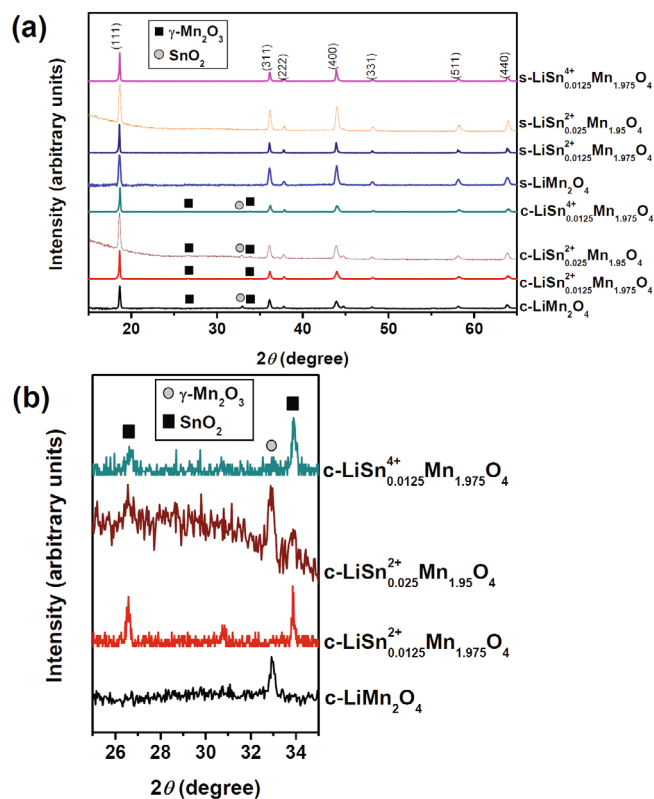 (a)
γ-Mn2O3
SnO2
(111)
(311)
(222)
(400)
(331)
(511)
(440)
s-LiSn4+0.0125Mn1.975O4
s-LiSn2+0.025Mn1.95O4
s-LiSn2+0.0125Mn1.975O4
s-LiMn2O4
c-LiSn4+0.0125Mn1.975O4
c-LiSn2+0.025Mn1.95O4
c-LiSn2+0.0125Mn1.975O4
c-LiMn2O4
Intensity (arbitrary units)
20 30 40 50 60
2θ (degree)
(b)
γ-Mn2O3
SnO2
c-LiSn4+0.0125Mn1.975O4
c-LiSn2+0.025Mn1.95O4
c-LiSn2+0.0125Mn1.975O4
c-LiMn2O4
Intensity (arbitrary units)
26 28 30 32 34
2θ (degree)